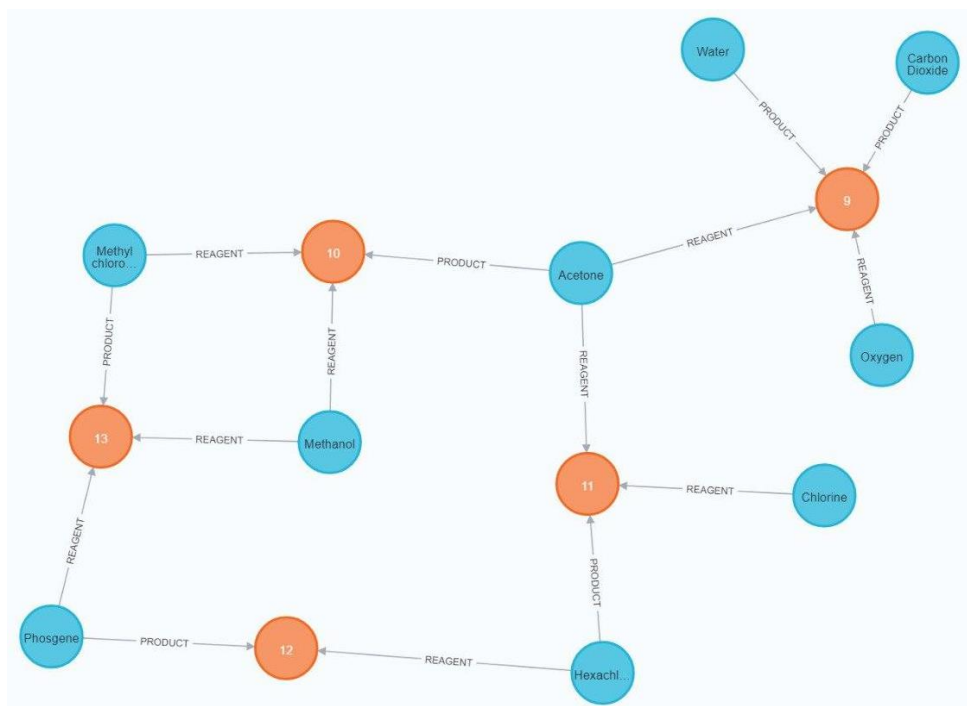 Water
Carbon
Dioxide
PRODUCT
PRODUCT
9
Methyl
chloro…
REAGENT
10
PRODUCT
Acetone
REAGENT
REAGENT
PRODUCT
REAGENT
REAGENT
Oxygen
13
REAGENT
Methanol
11
REAGENT
Chlorine
REAGENT
PRODUCT
Phosgene
PRODUCT
12
REAGENT
Hexachl…